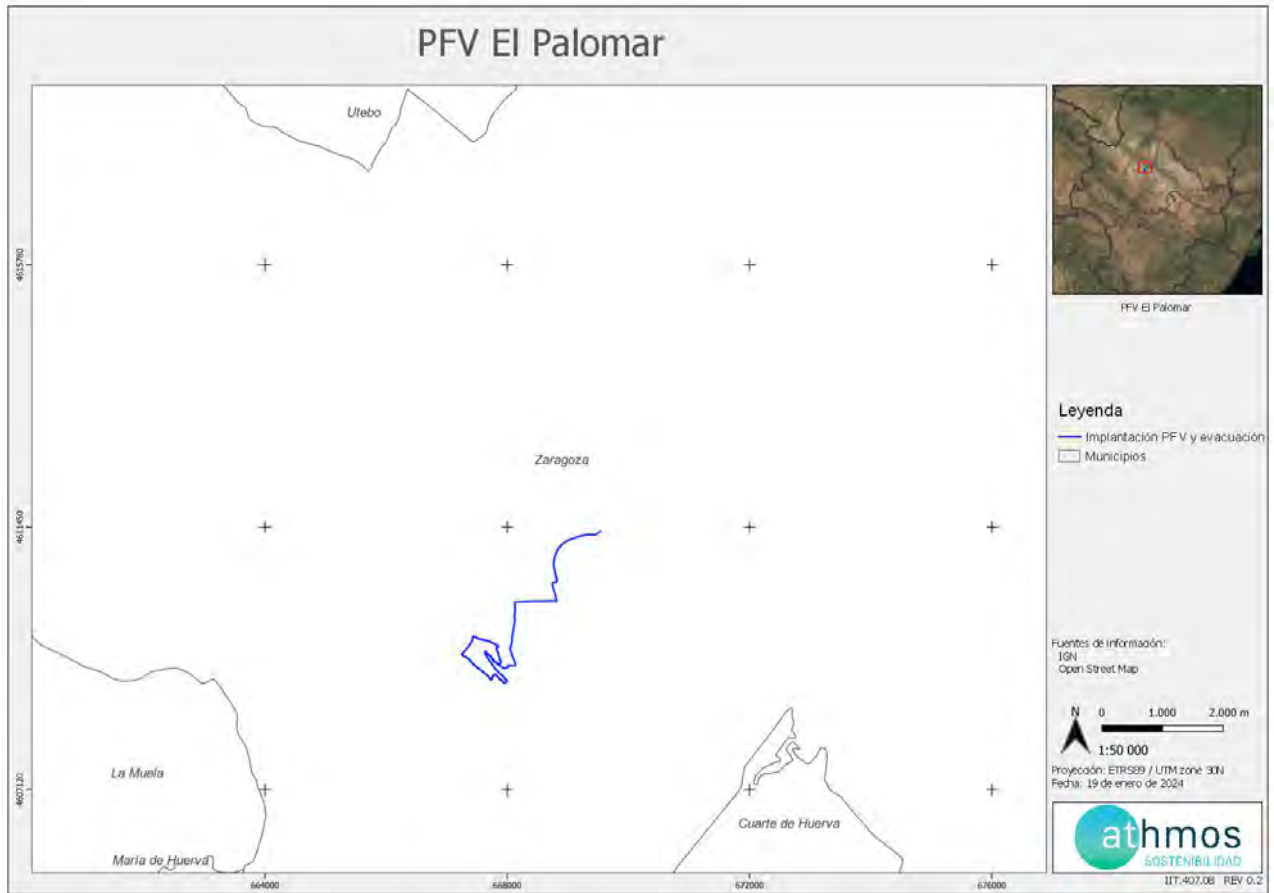 PFV El Palomar
Utebo
Zaragoza
La Muela
María de Huerva
Cuarte de Huerva
4615780
4611450
4607120
664000
668000
672000
676000
PFV El Palomar
Leyenda
Implantación PFV y evacuación
Municipios
Fuentes de información:
IGN
Open Street Map
N 0 1.000 2.000 m
1:50 000
Proyección: ETRS89 / UTM zone 30N
Fecha: 19 de enero de 2024
athmos
SOSTENIBILIDAD
IIT.407.08 REV 0.2